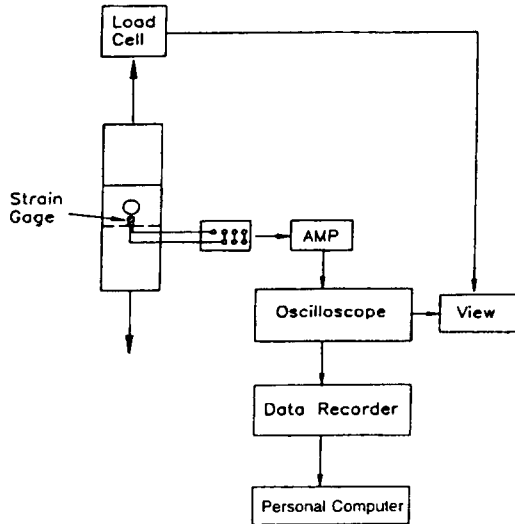 Load
Cell
Strain
Gage
AMP
Oscilloscope
View
Data Recorder
Personal Computer